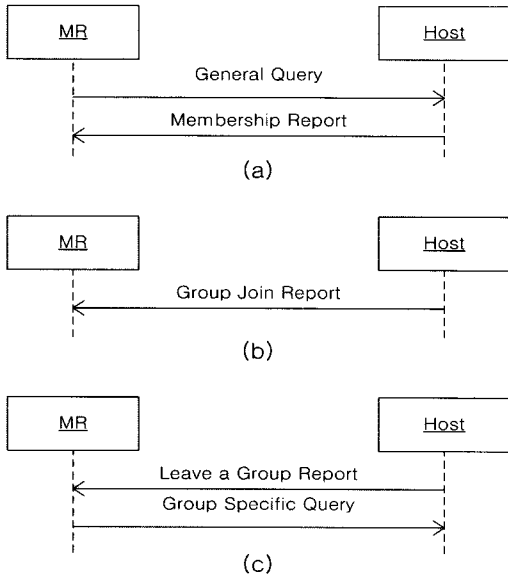 MR Host
General Query
Membership Report
(a)
MR Host
Group Join Report
(b)
MR Host
Leave a Group Report
Group Specific Query
(c)